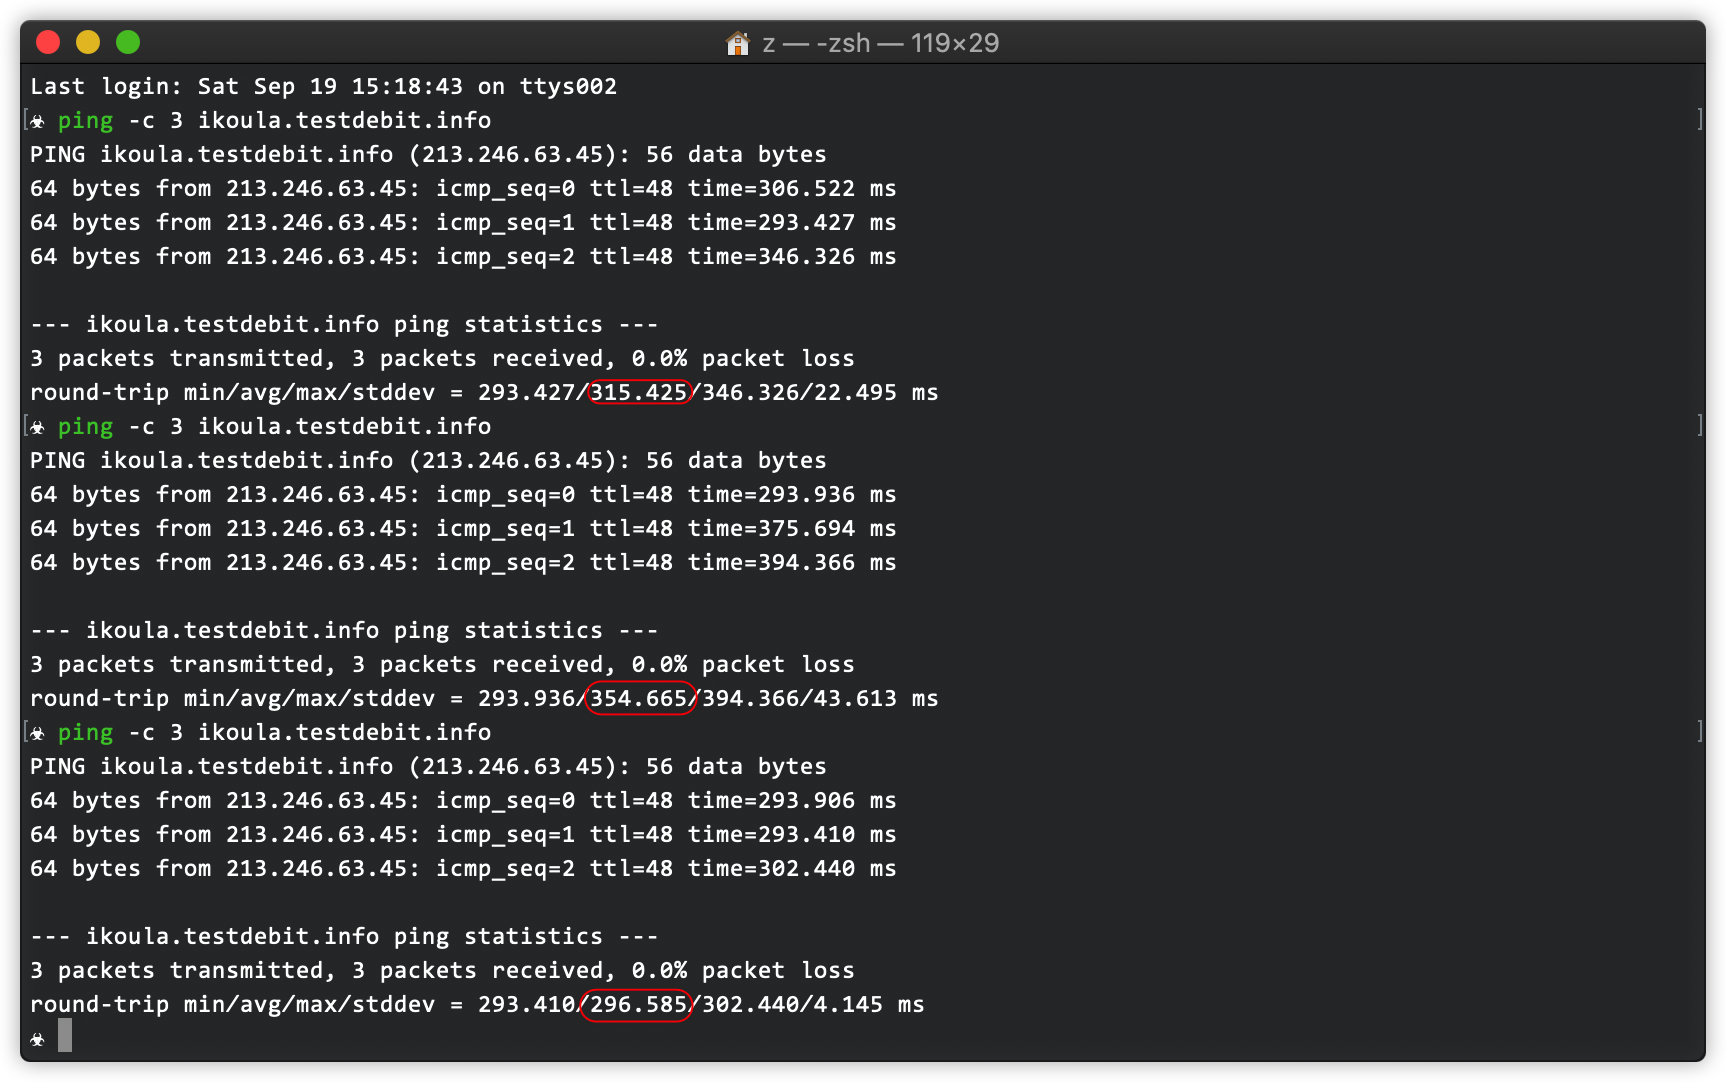 z — -zsh — 119×29
Last login: Sat Sep 19 15:18:43 on ttys002
[☣ ping -c 3 ikoula.testdebit.info ]
PING ikoula.testdebit.info (213.246.63.45): 56 data bytes
64 bytes from 213.246.63.45: icmp_seq=0 ttl=48 time=306.522 ms
64 bytes from 213.246.63.45: icmp_seq=1 ttl=48 time=293.427 ms
64 bytes from 213.246.63.45: icmp_seq=2 ttl=48 time=346.326 ms
--- ikoula.testdebit.info ping statistics ---
3 packets transmitted, 3 packets received, 0.0% packet loss
round-trip min/avg/max/stddev = 293.427/315.425/346.326/22.495 ms
[☣ ping -c 3 ikoula.testdebit.info ]
PING ikoula.testdebit.info (213.246.63.45): 56 data bytes
64 bytes from 213.246.63.45: icmp_seq=0 ttl=48 time=293.936 ms
64 bytes from 213.246.63.45: icmp_seq=1 ttl=48 time=375.694 ms
64 bytes from 213.246.63.45: icmp_seq=2 ttl=48 time=394.366 ms
--- ikoula.testdebit.info ping statistics ---
3 packets transmitted, 3 packets received, 0.0% packet loss
round-trip min/avg/max/stddev = 293.936/354.665/394.366/43.613 ms
[☣ ping -c 3 ikoula.testdebit.info ]
PING ikoula.testdebit.info (213.246.63.45): 56 data bytes
64 bytes from 213.246.63.45: icmp_seq=0 ttl=48 time=293.906 ms
64 bytes from 213.246.63.45: icmp_seq=1 ttl=48 time=293.410 ms
64 bytes from 213.246.63.45: icmp_seq=2 ttl=48 time=302.440 ms
--- ikoula.testdebit.info ping statistics ---
3 packets transmitted, 3 packets received, 0.0% packet loss
round-trip min/avg/max/stddev = 293.410/296.585/302.440/4.145 ms
☣